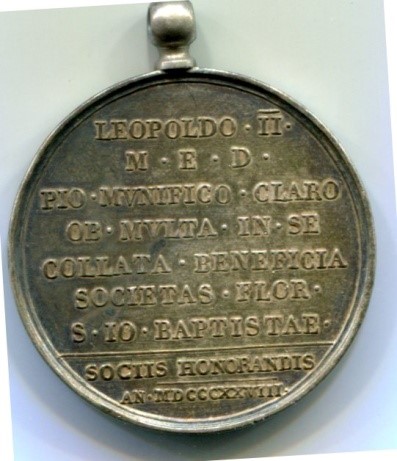 LEOPOLDO · II ·
M · E · D ·
PIO · MVNIFICO · CLARO
OB · MVLTA · IN · SE
COLLATA · BENEFICIA
SOCIETAS · FLOR ·
S · IO · BAPTISTAE ·
SOCIIS HONORANDIS
AN · MDCCCXXVIII ·